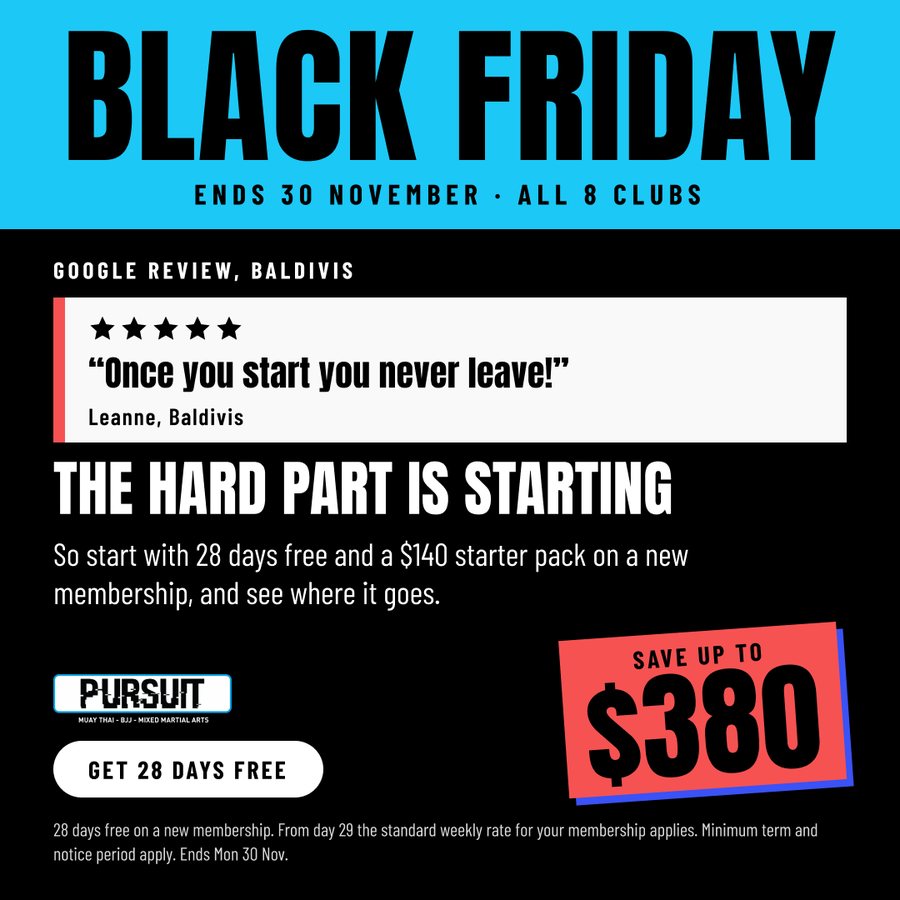 BLACK FRIDAY
ENDS 30 NOVEMBER · ALL 8 CLUBS
GOOGLE REVIEW, BALDIVIS
★★★★★
“Once you start you never leave!”
Leanne, Baldivis
THE HARD PART IS STARTING
So start with 28 days free and a $140 starter pack on a new
membership, and see where it goes.
SAVE UP TO
$380
PURSUIT
MUAY THAI - BJJ - MIXED MARTIAL ARTS
GET 28 DAYS FREE
28 days free on a new membership. From day 29 the standard weekly rate for your membership applies. Minimum term and
notice period apply. Ends Mon 30 Nov.